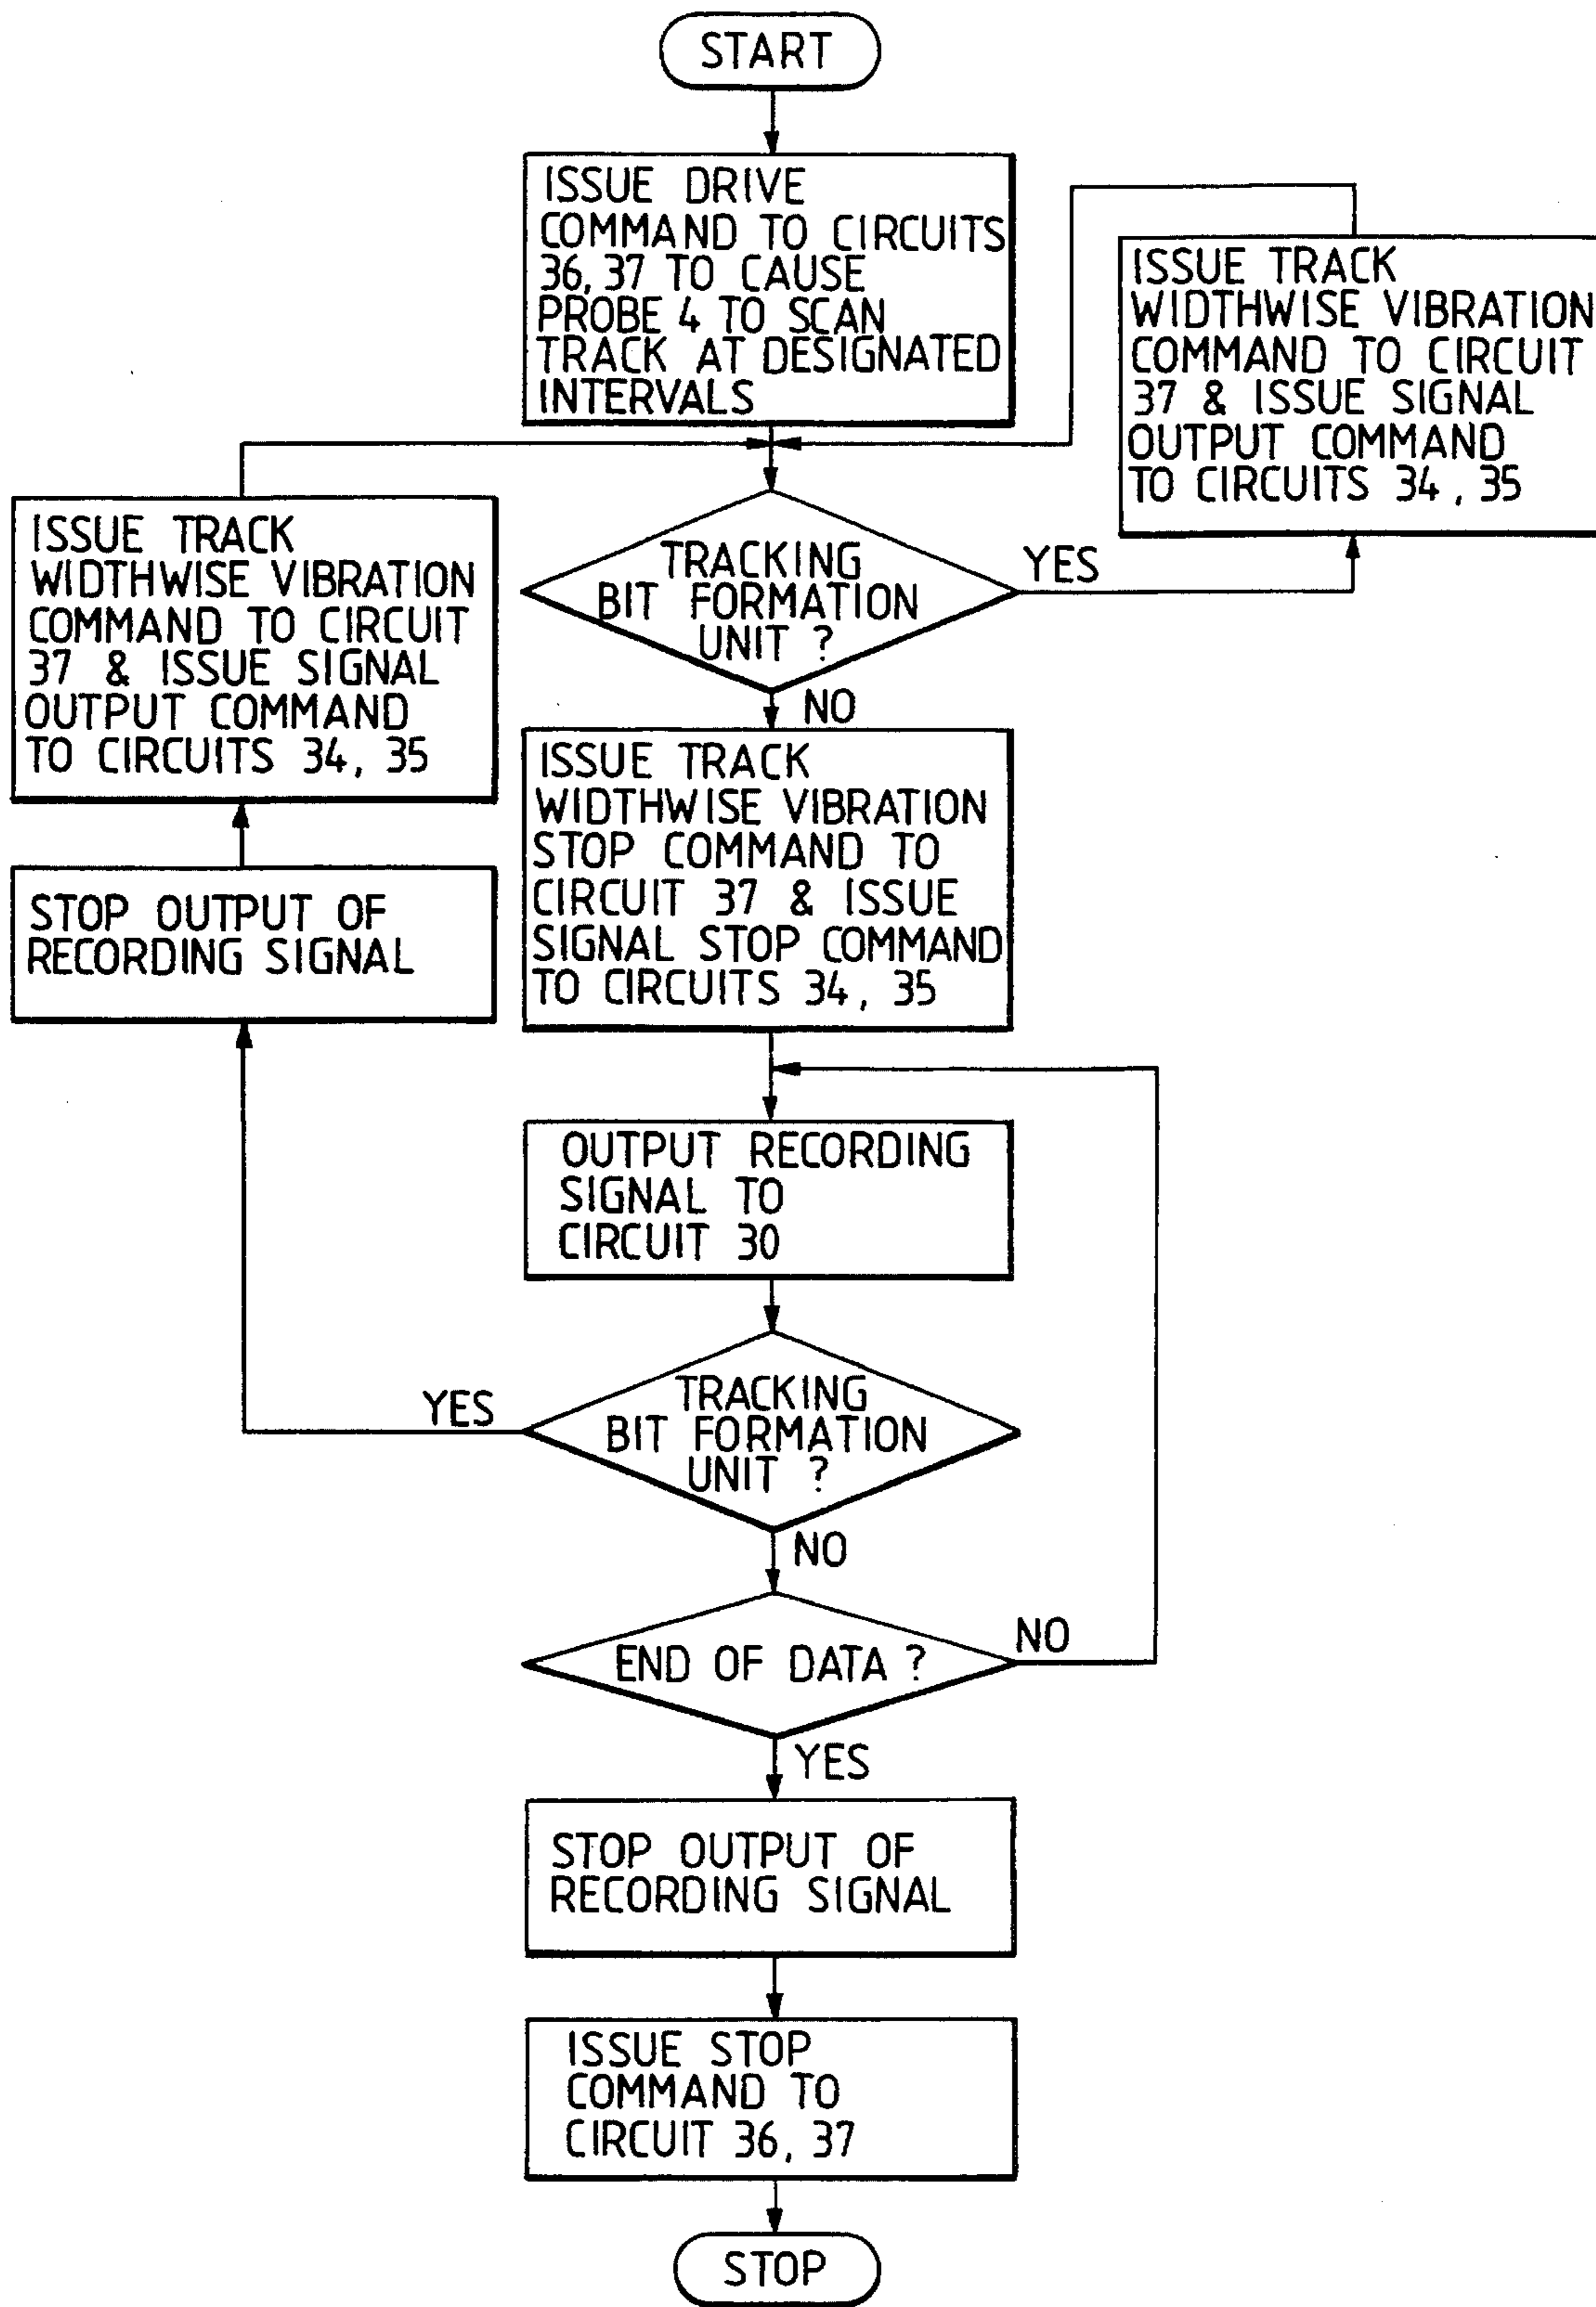 START
ISSUE DRIVE
COMMAND TO CIRCUITS
36, 37 TO CAUSE
PROBE 4 TO SCAN
TRACK AT DESIGNATED
INTERVALS
ISSUE TRACK
WIDTHWISE VIBRATION
COMMAND TO CIRCUIT
37 & ISSUE SIGNAL
OUTPUT COMMAND
TO CIRCUITS 34, 35
TRACKING
BIT FORMATION
UNIT ?
YES
NO
ISSUE TRACK
WIDTHWISE VIBRATION
COMMAND TO CIRCUIT
37 & ISSUE SIGNAL
OUTPUT COMMAND
TO CIRCUITS 34, 35
STOP OUTPUT OF
RECORDING SIGNAL
ISSUE TRACK
WIDTHWISE VIBRATION
STOP COMMAND TO
CIRCUIT 37 & ISSUE
SIGNAL STOP COMMAND
TO CIRCUITS 34, 35
OUTPUT RECORDING
SIGNAL TO
CIRCUIT 30
TRACKING
BIT FORMATION
UNIT ?
YES
NO
END OF DATA ?
NO
YES
STOP OUTPUT OF
RECORDING SIGNAL
ISSUE STOP
COMMAND TO
CIRCUIT 36, 37
STOP